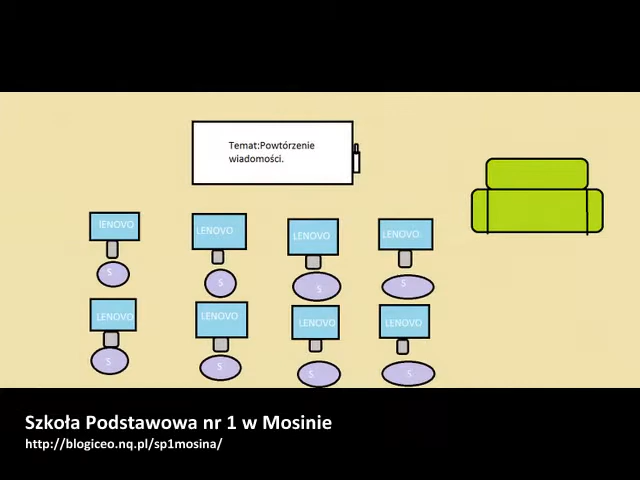 Temat:Powtórzenie
wiadomości.
lENOVO
LENOVO
LENOVO
LENOVO
S
S
S
S
LENOVO
LENOVO
LENOVO
LENOVO
S
S
S
S
Szkoła Podstawowa nr 1 w Mosinie
http://blogiceo.nq.pl/sp1mosina/